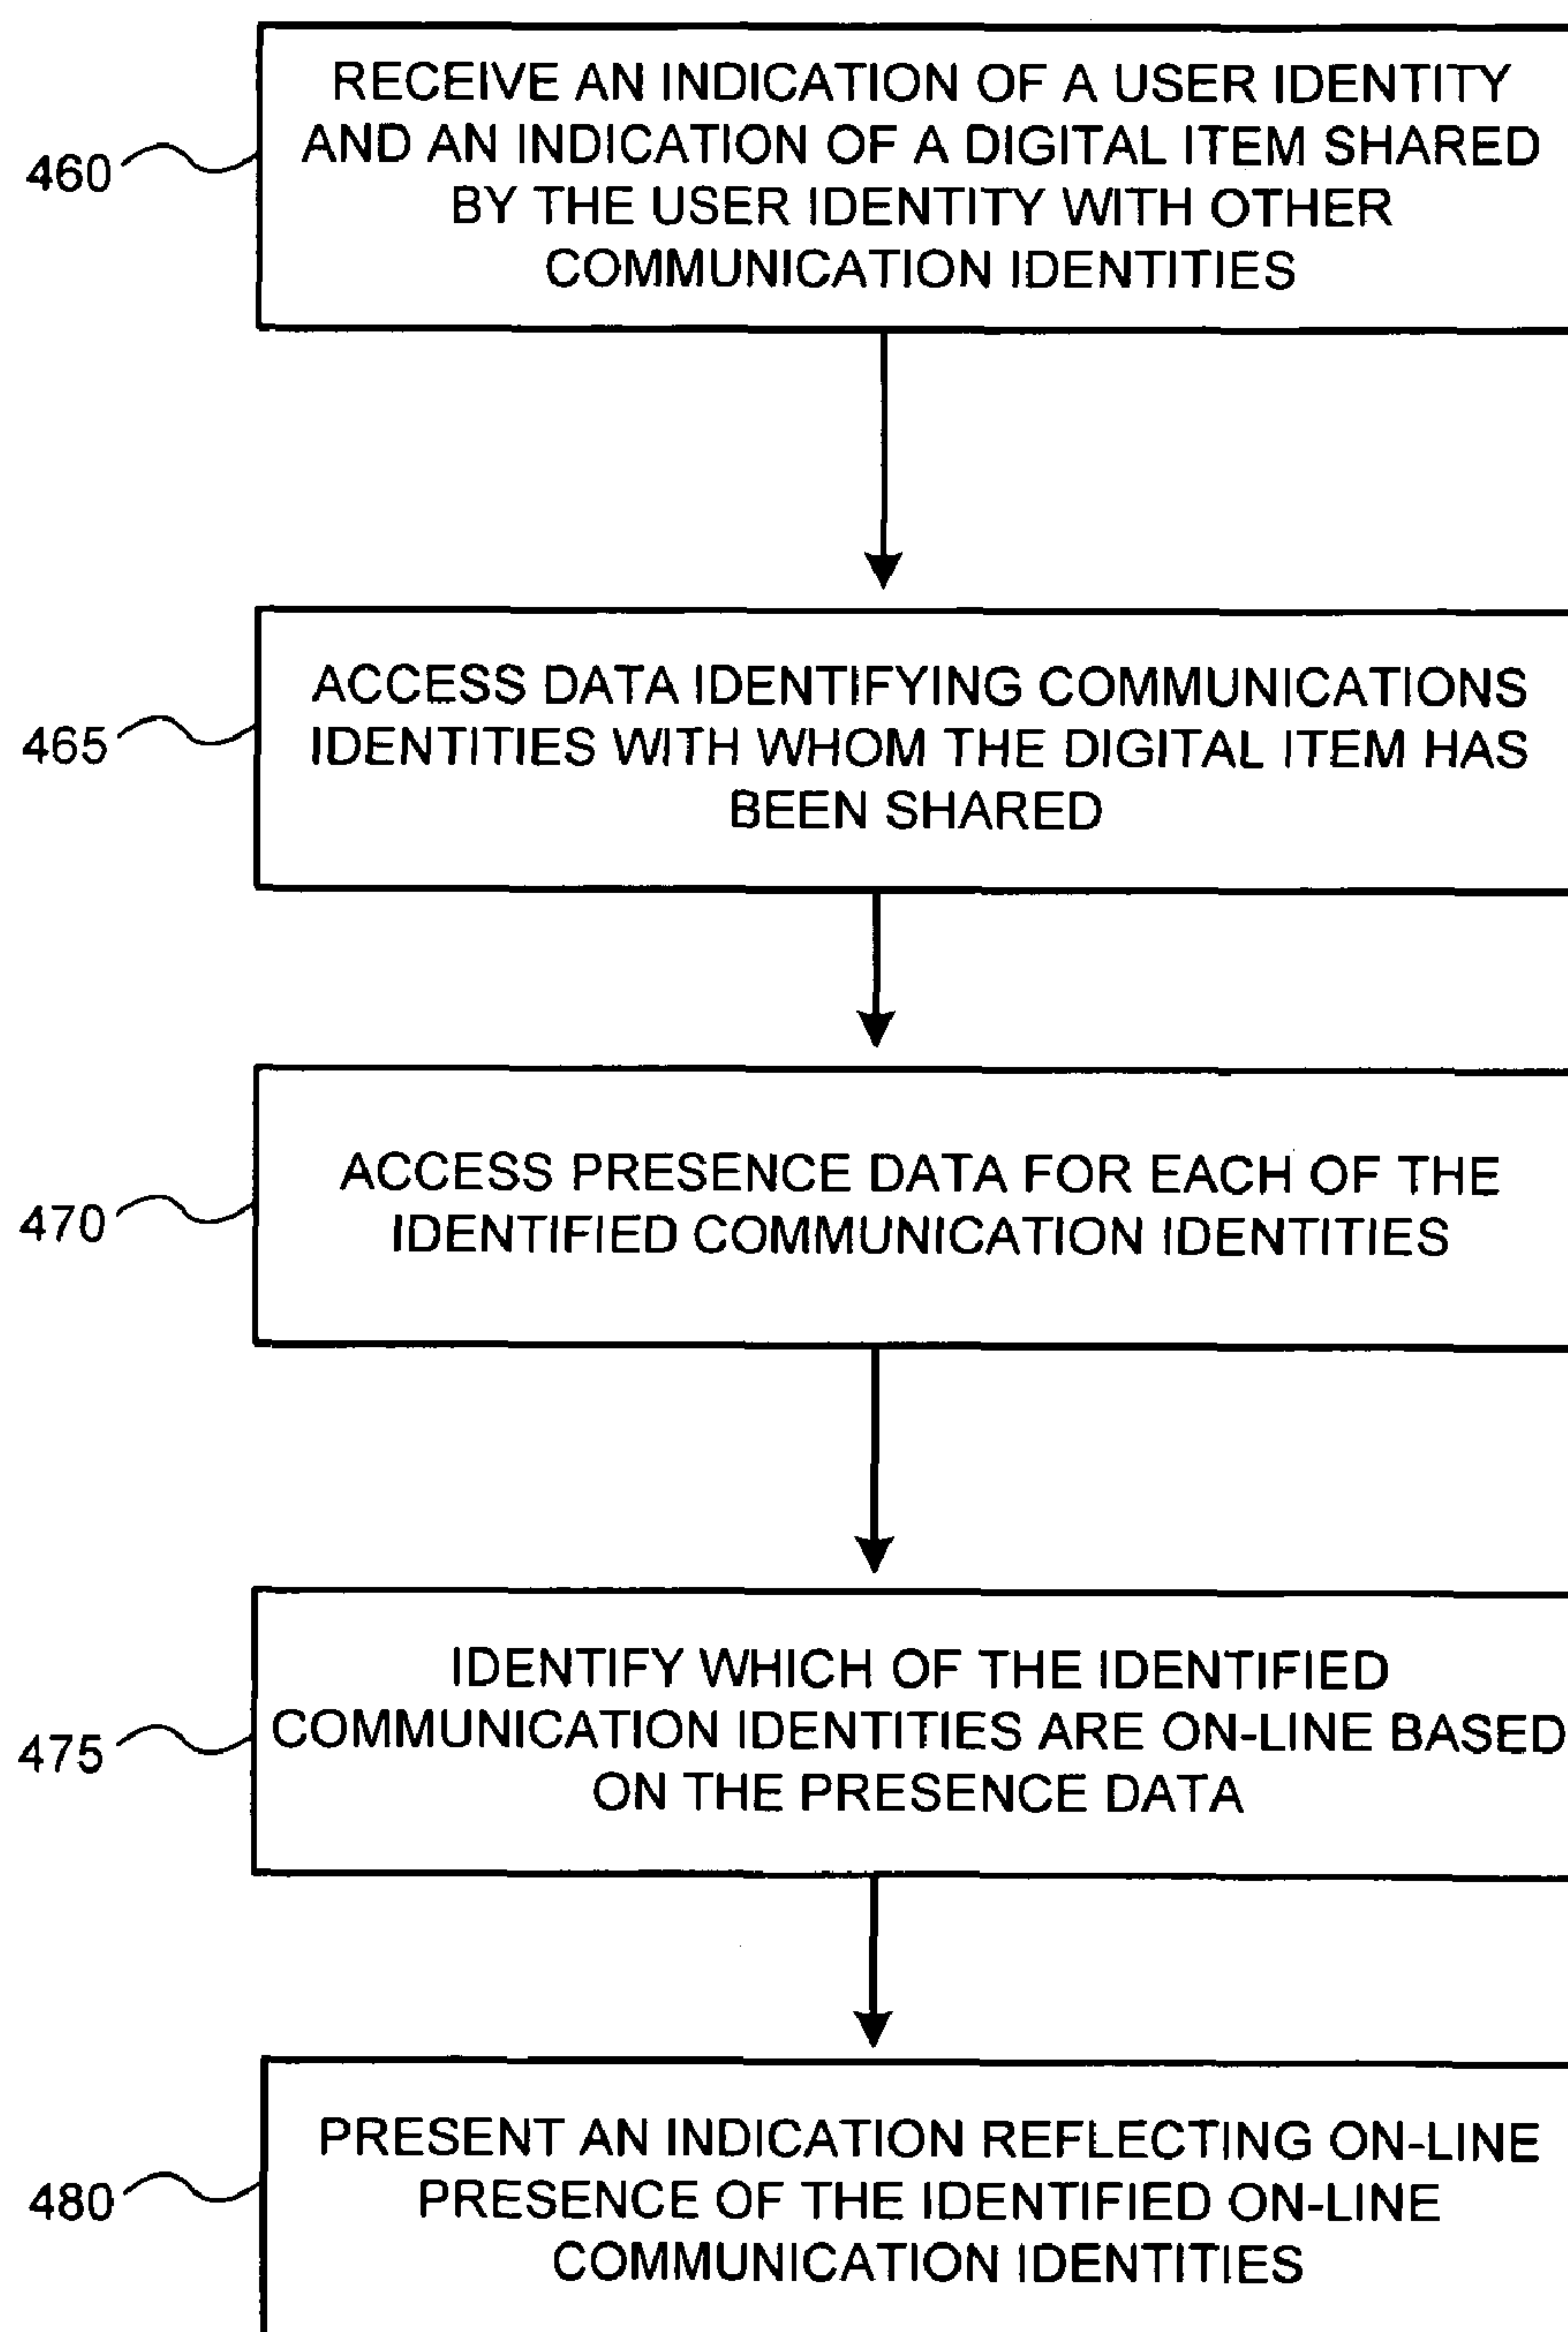 RECEIVE AN INDICATION OF A USER IDENTITY
AND AN INDICATION OF A DIGITAL ITEM SHARED
BY THE USER IDENTITY WITH OTHER
COMMUNICATION IDENTITIES
460
ACCESS DATA IDENTIFYING COMMUNICATIONS
IDENTITIES WITH WHOM THE DIGITAL ITEM HAS
BEEN SHARED
465
ACCESS PRESENCE DATA FOR EACH OF THE
IDENTIFIED COMMUNICATION IDENTITIES
470
IDENTIFY WHICH OF THE IDENTIFIED
COMMUNICATION IDENTITIES ARE ON-LINE BASED
ON THE PRESENCE DATA
475
PRESENT AN INDICATION REFLECTING ON-LINE
PRESENCE OF THE IDENTIFIED ON-LINE
COMMUNICATION IDENTITIES
480